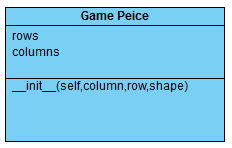 Game Peice
rows
columns
__init__(self,column,row,shape)